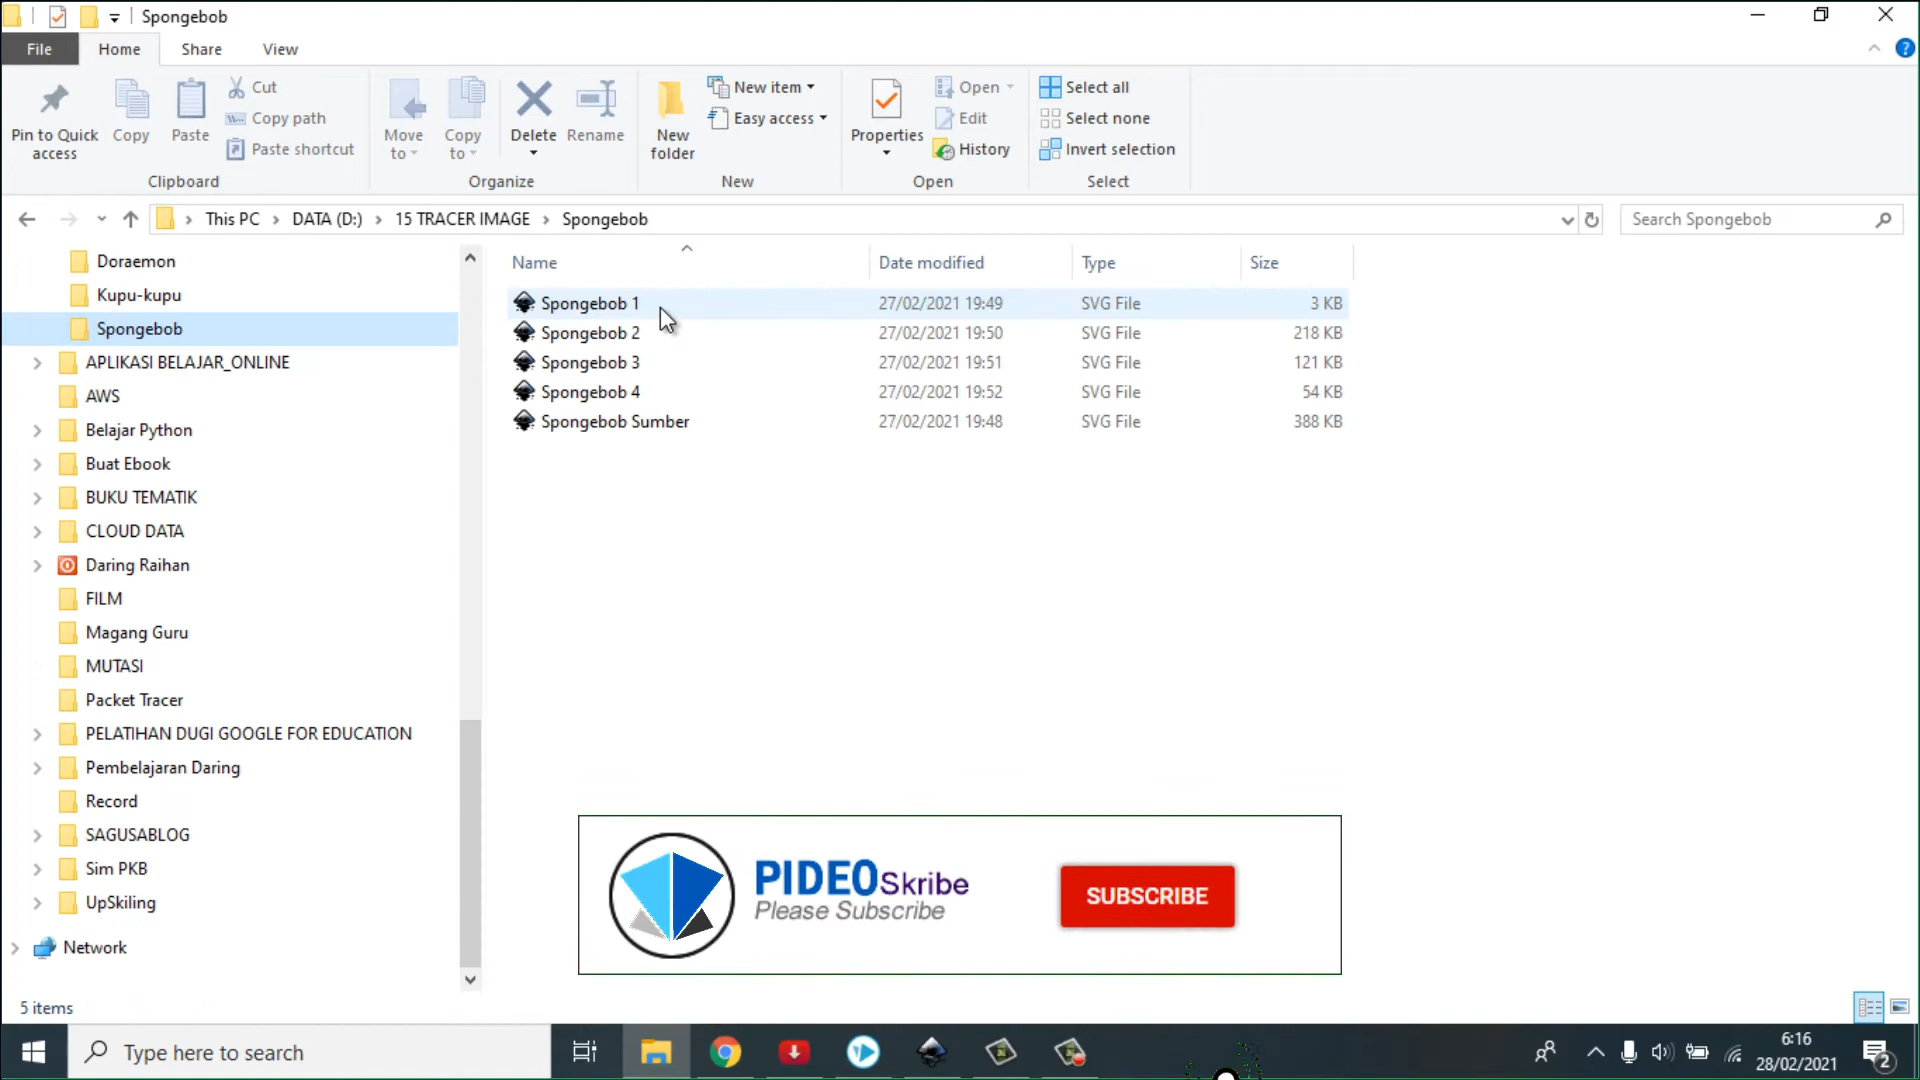 Spongebob
File Home Share View
Pin to Quick access
Copy
Paste
Cut
Copy path
Paste shortcut
Clipboard
Move to
Copy to
Delete
Rename
Organize
New folder
New item
Easy access
New
Properties
Open
Edit
History
Open
Select all
Select none
Invert selection
Select
This PC DATA (D:) 15 TRACER IMAGE Spongebob
Search Spongebob
Doraemon
Kupu-kupu
Spongebob
APLIKASI BELAJAR_ONLINE
AWS
Belajar Python
Buat Ebook
BUKU TEMATIK
CLOUD DATA
Daring Raihan
FILM
Magang Guru
MUTASI
Packet Tracer
PELATIHAN DUGI GOOGLE FOR EDUCATION
Pembelajaran Daring
Record
SAGUSABLOG
Sim PKB
UpSkiling
Network
Name Date modified Type Size
Spongebob 1 27/02/2021 19:49 SVG File 3 KB
Spongebob 2 27/02/2021 19:50 SVG File 218 KB
Spongebob 3 27/02/2021 19:51 SVG File 121 KB
Spongebob 4 27/02/2021 19:52 SVG File 54 KB
Spongebob Sumber 27/02/2021 19:48 SVG File 388 KB
PIDEOSkribe
Please Subscribe
SUBSCRIBE
5 items
Type here to search
6:16
28/02/2021
2